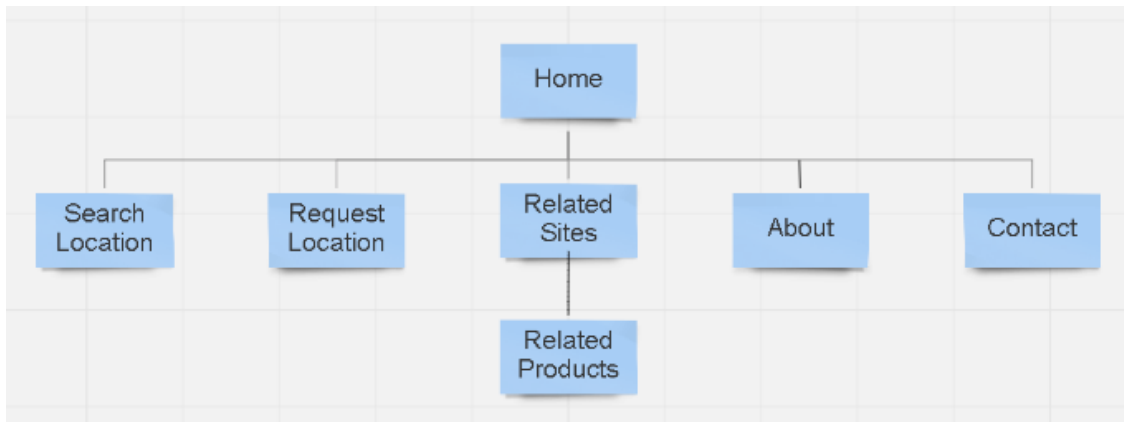 Home
Search
Location
Request
Location
Related
Sites
About
Contact
Related
Products